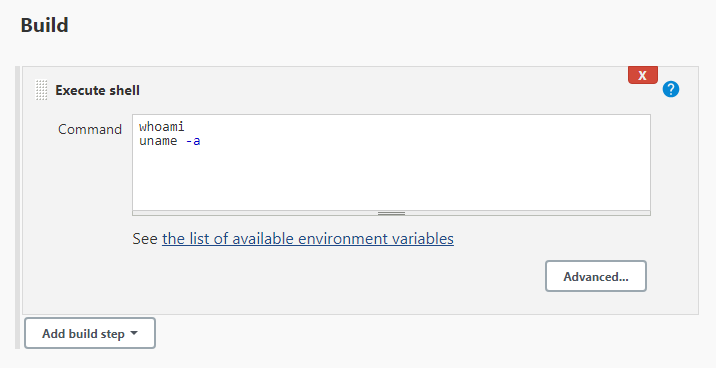 Build
X
Execute shell
?
Command
whoami
uname -a
See the list of available environment variables
Advanced...
Add build step